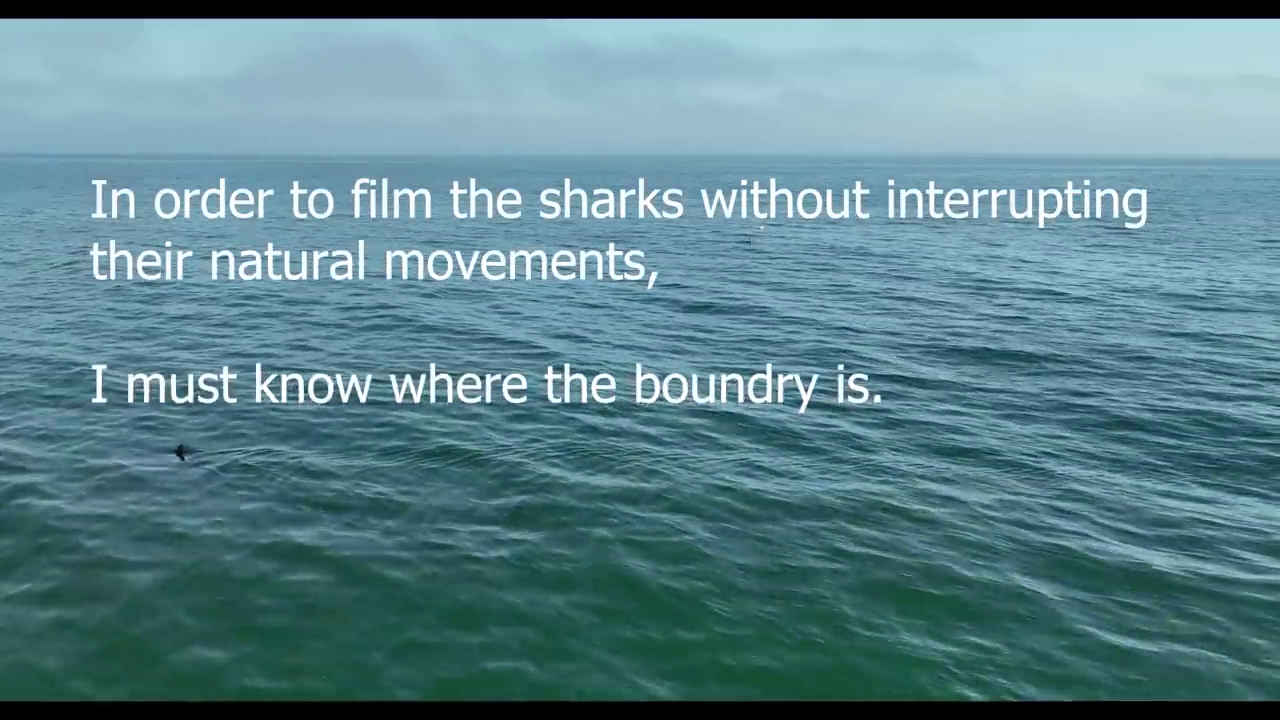 In order to film the sharks without interrupting
their natural movements,
I must know where the boundry is.